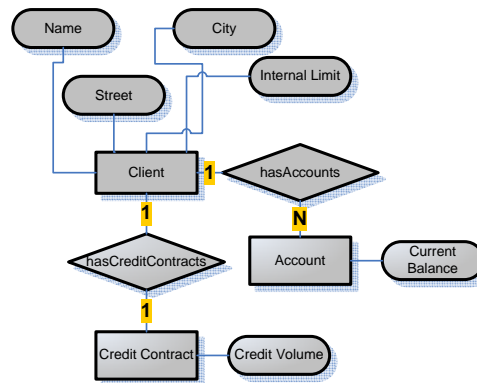 Name
City
Internal Limit
Street
Client
1
hasAccounts
1
N
hasCreditContracts
Account
Current
Balance
1
Credit Contract
Credit Volume